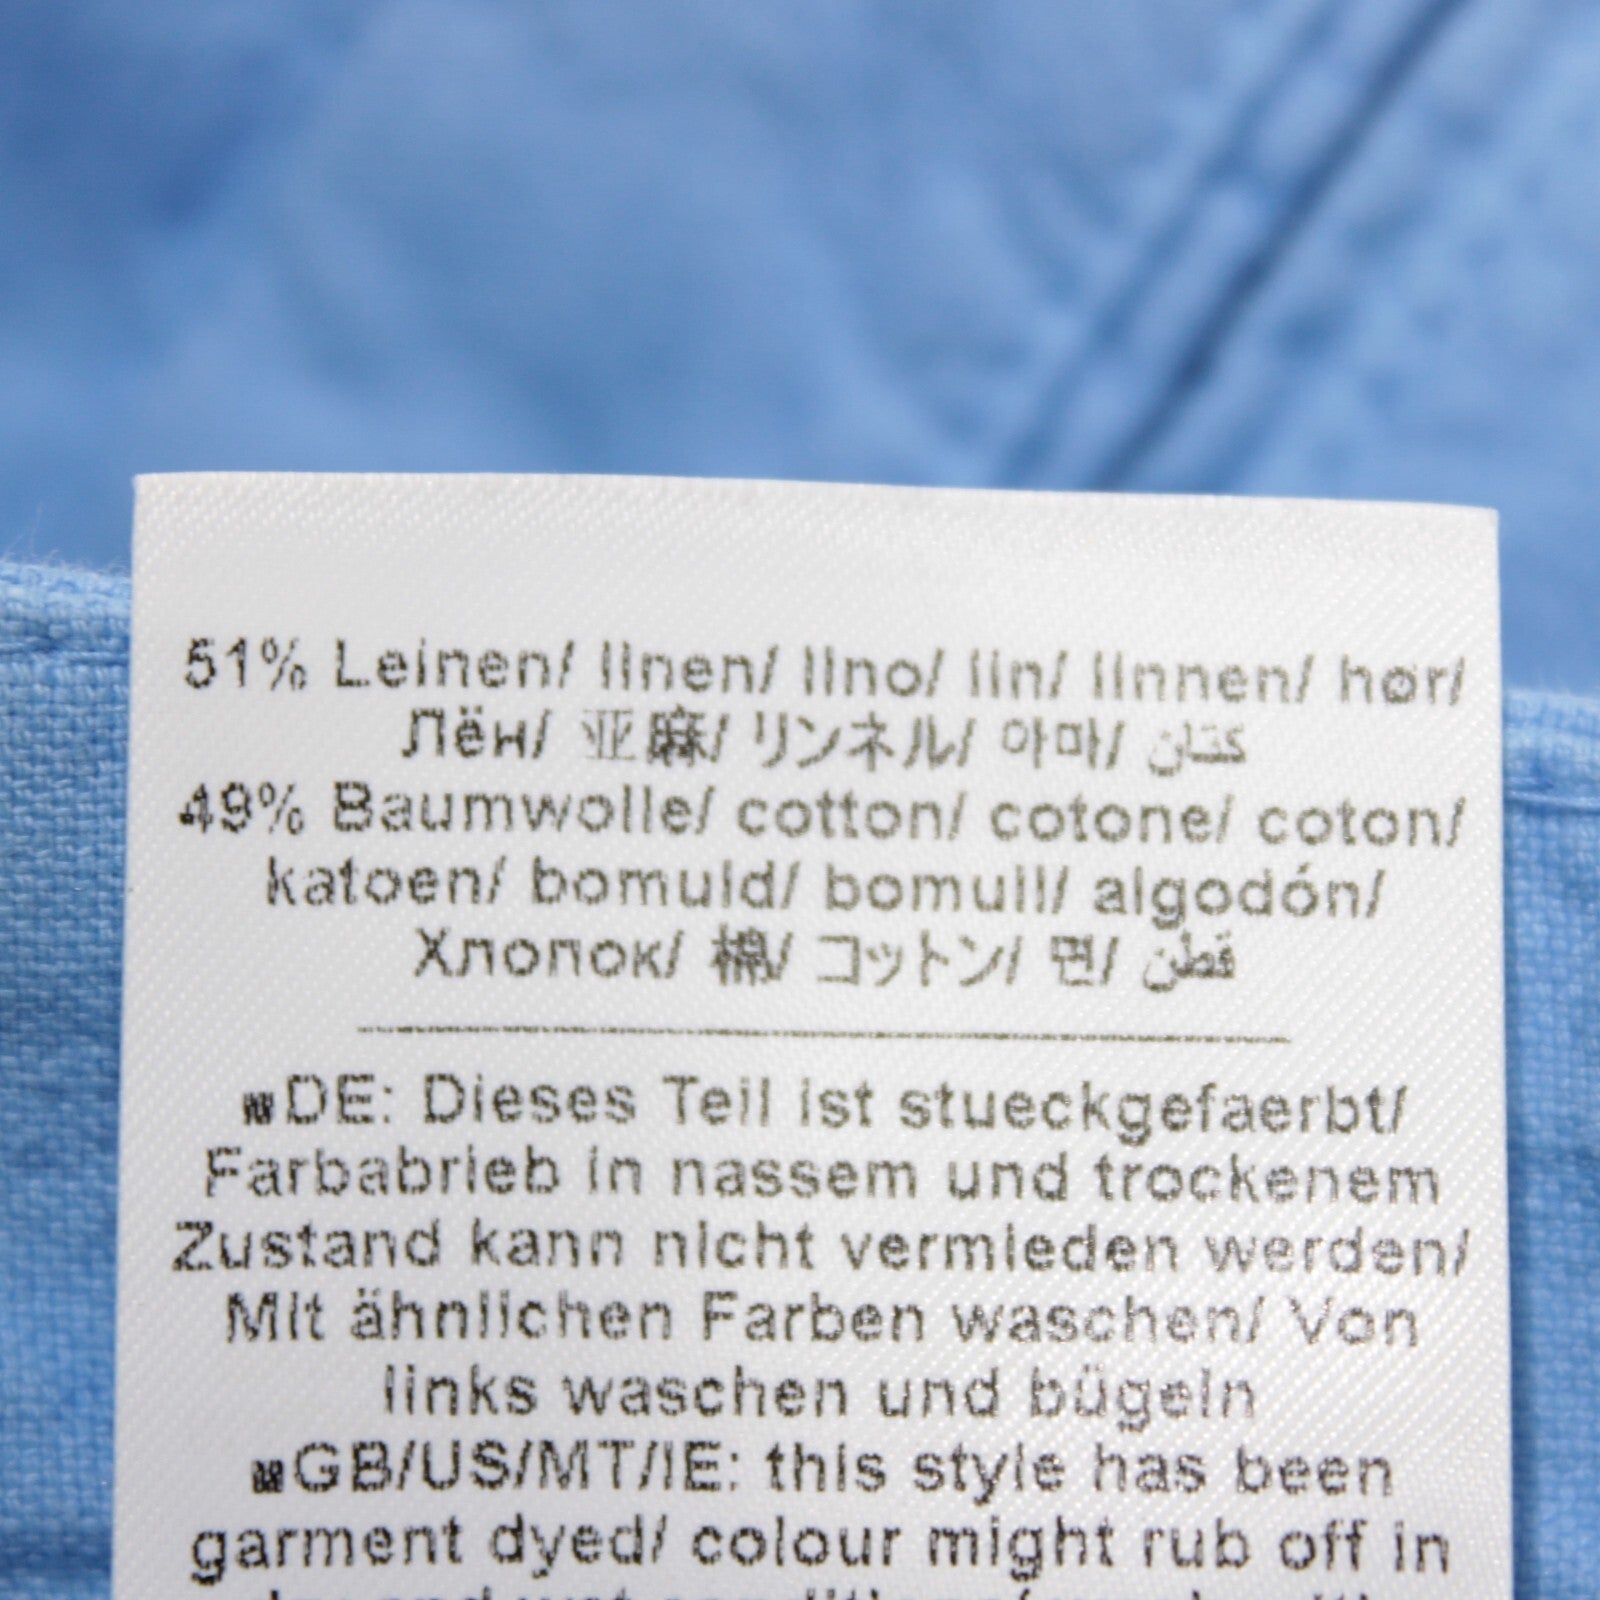 51% Leinen/ linen/ lino/ lin/ linnen/ hør/
Лён/ 亚麻/ リンネル/ 아마/ كتان
49% Baumwolle/ cotton/ cotone/ coton/
katoen/ bomuld/ bomull/ algodón/
Хлопок/ 棉/ コットン/ 면/ قطن
DE: Dieses Teil ist stueckgefaerbt/
Farbabrieb in nassem und trockenem
Zustand kann nicht vermieden werden/
Mit ähnlichen Farben waschen/ Von
links waschen und bügeln
GB/US/MT/IE: this style has been
garment dyed/ colour might rub off in